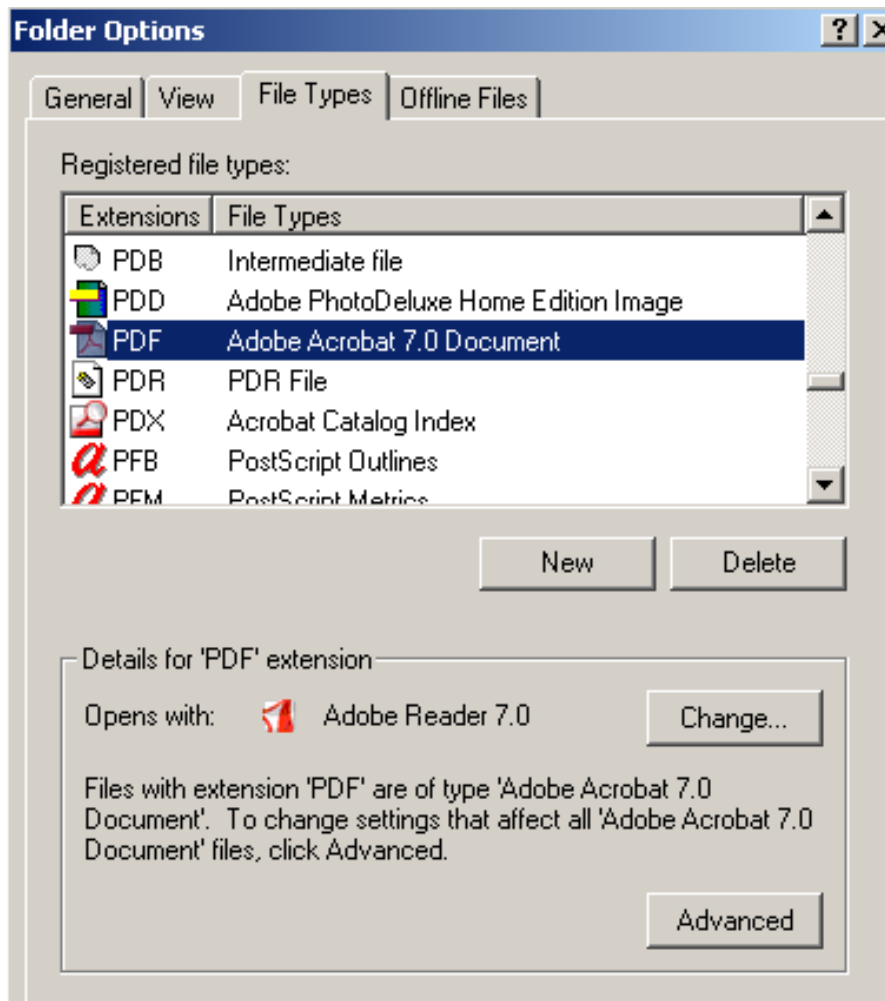 Folder Options
General View File Types Offline Files
Registered file types:
Extensions File Types
PDB Intermediate file
PDD Adobe PhotoDeluxe Home Edition Image
PDF Adobe Acrobat 7.0 Document
PDR PDR File
PDX Acrobat Catalog Index
PFB PostScript Outlines
PFM PostScript Metrics
New Delete
Details for 'PDF' extension
Opens with: Adobe Reader 7.0 Change...
Files with extension 'PDF' are of type 'Adobe Acrobat 7.0
Document'. To change settings that affect all 'Adobe Acrobat 7.0
Document' files, click Advanced.
Advanced